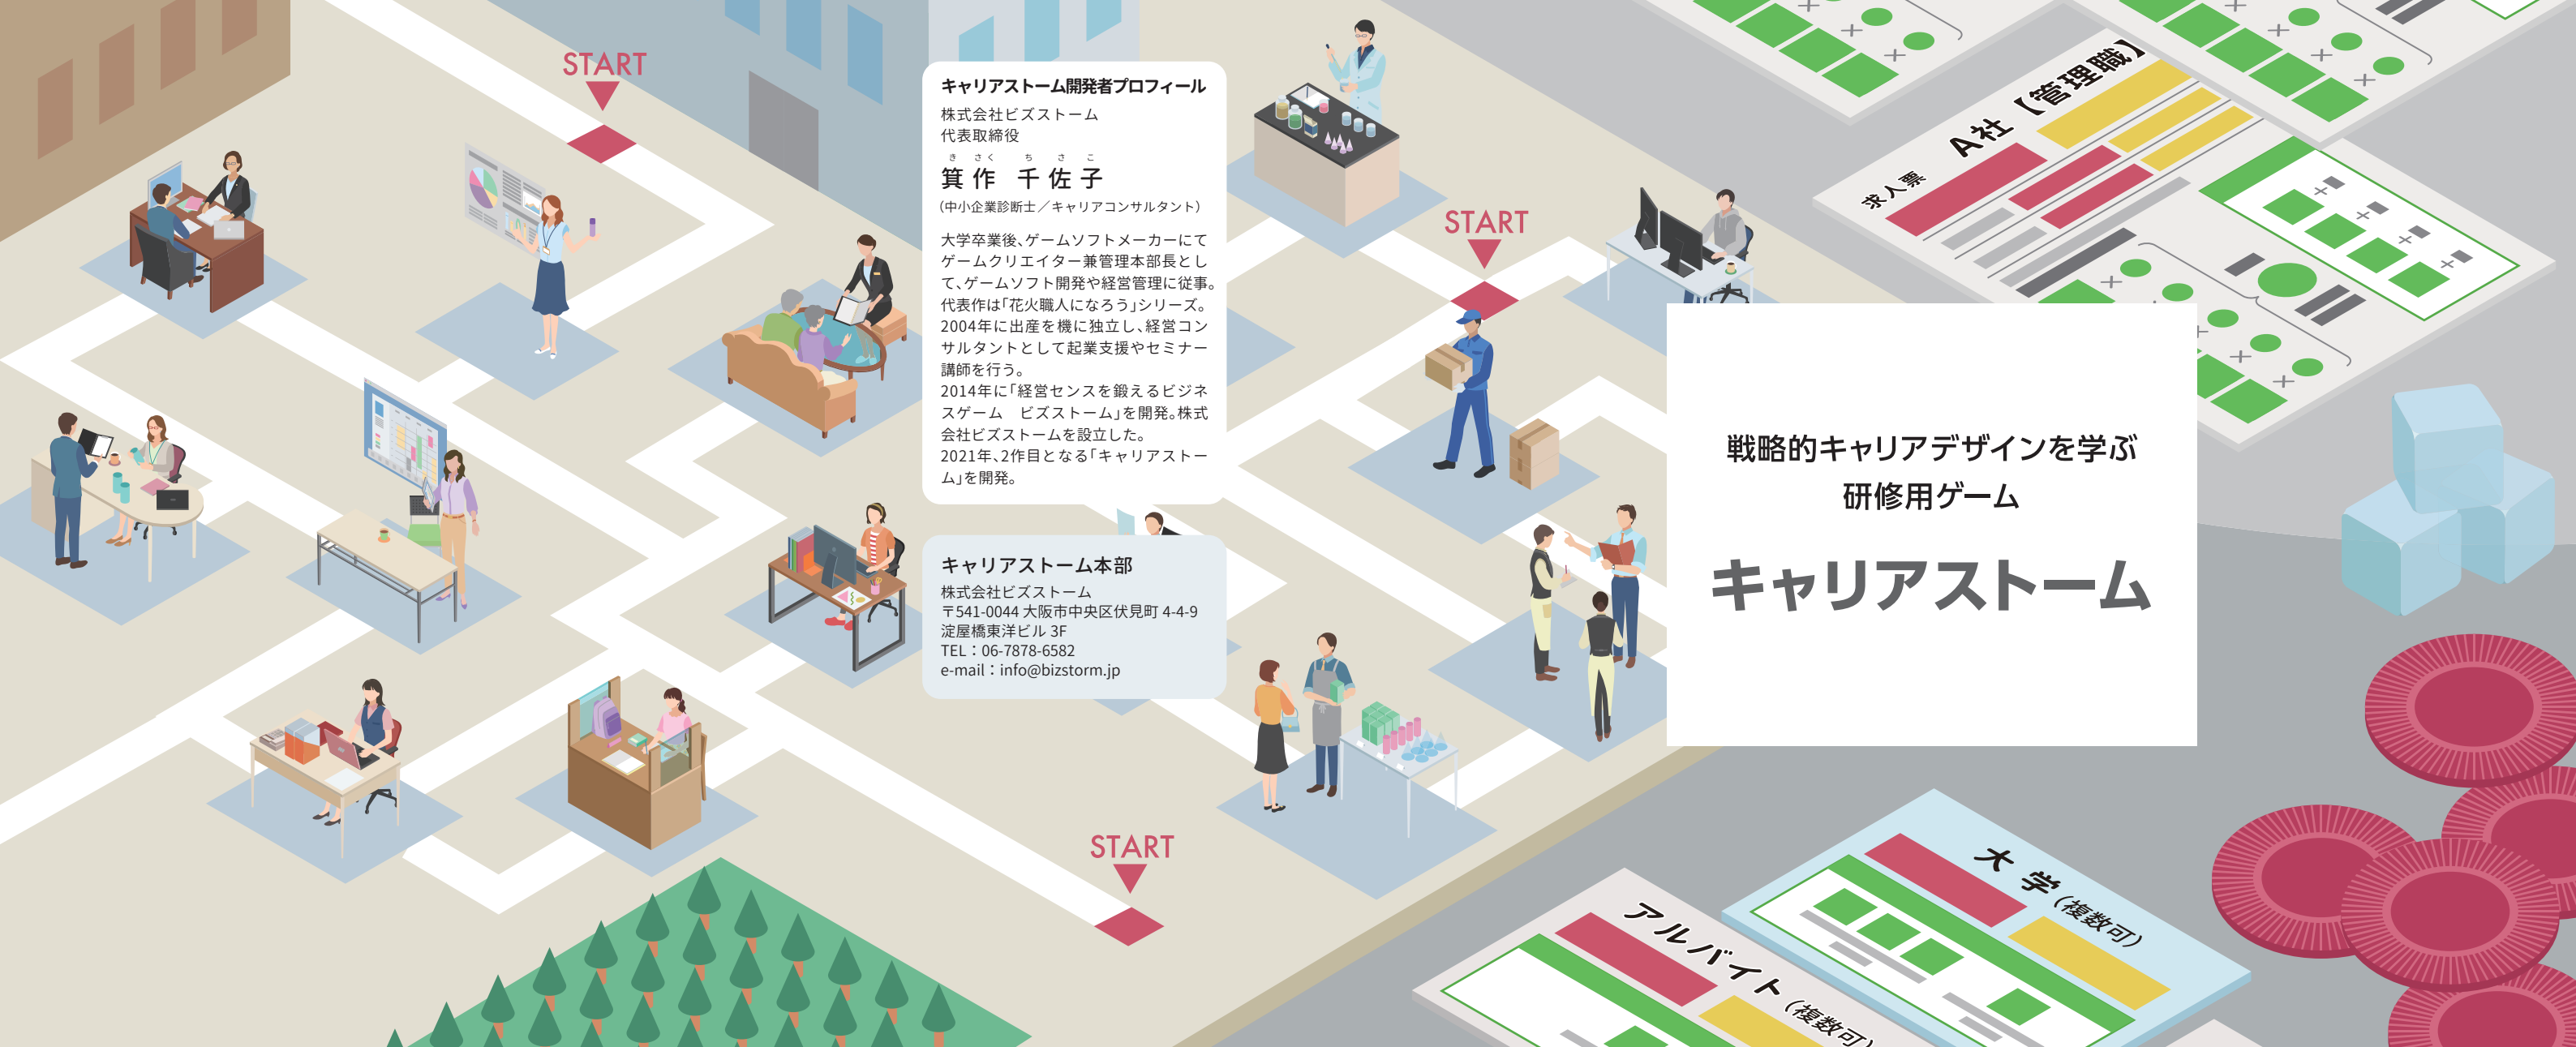 START
キャリアストーム開発者プロフィール
株式会社ビズストーム
代表取締役
き さく ち さ こ
箕作 千佐子
（中小企業診断士／キャリアコンサルタント）
大学卒業後、ゲームソフトメーカーにて
ゲームクリエイター兼管理本部長とし
て、ゲームソフト開発や経営管理に従事。
代表作は「花火職人になろう」シリーズ。
2004年に出産を機に独立し、経営コン
サルタントとして起業支援やセミナー
講師を行う。
2014年に「経営センスを鍛えるビジネ
スゲーム　ビズストーム」を開発。株式
会社ビズストームを設立した。
2021年、2作目となる「キャリアストー
ム」を開発。
キャリアストーム本部
株式会社ビズストーム
〒541-0044 大阪市中央区伏見町 4-4-9
淀屋橋東洋ビル 3F
TEL：06-7878-6582
e-mail：info@bizstorm.jp
START
START
求人票 A社【管理職】
戦略的キャリアデザインを学ぶ
研修用ゲーム
キャリアストーム
大学（複数可）
アルバイト（複数可）